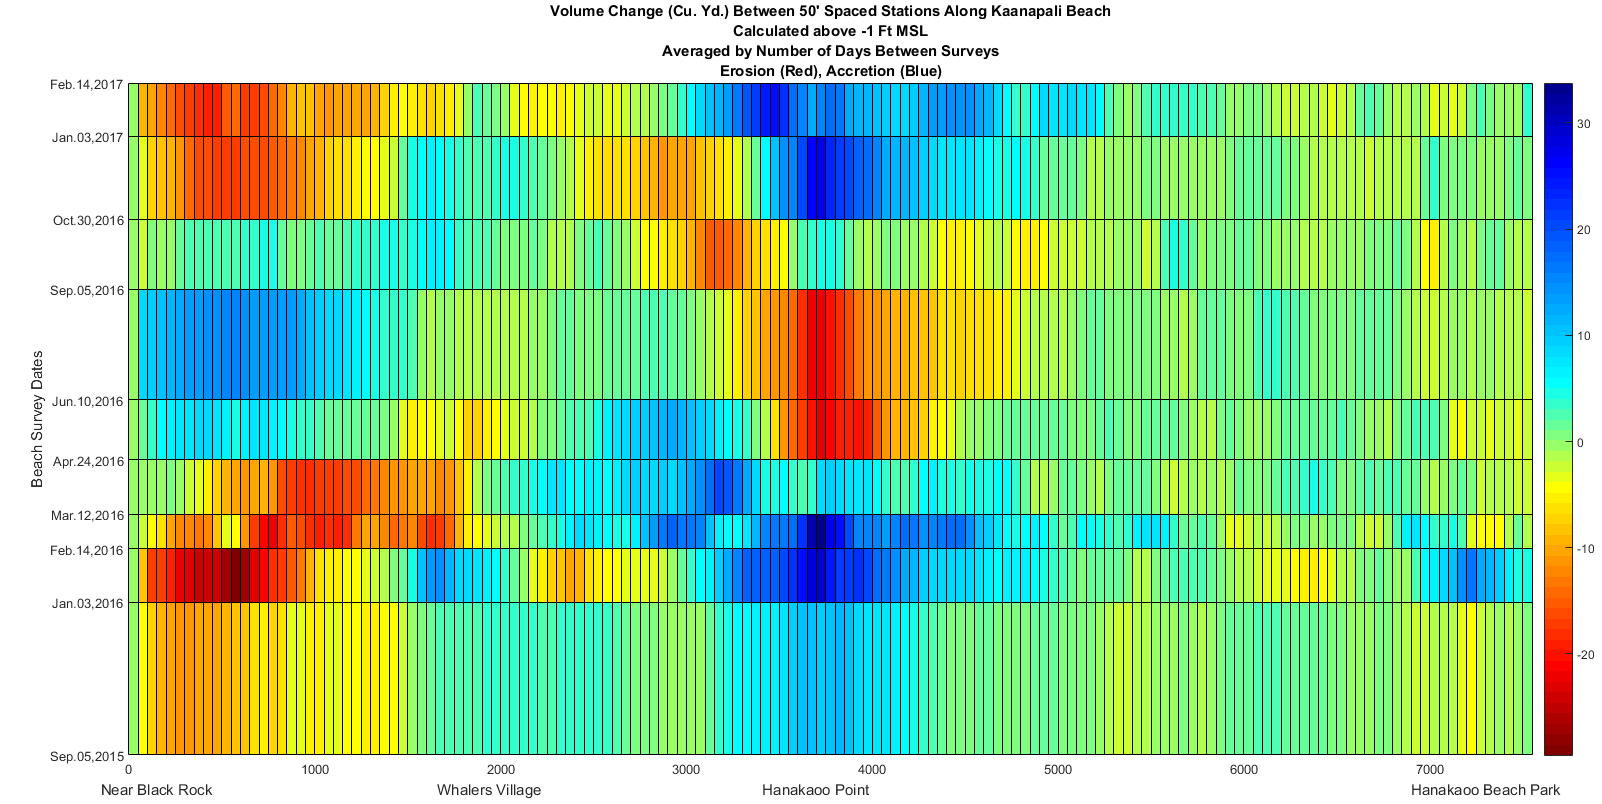 Volume Change (Cu. Yd.) Between 50' Spaced Stations Along Kaanapali Beach
Calculated above -1 Ft MSL
Averaged by Number of Days Between Surveys
Erosion (Red), Accretion (Blue)
Beach Survey Dates
Feb.14,2017
Jan.03,2017
Oct.30,2016
Sep.05,2016
Jun.10,2016
Apr.24,2016
Mar.12,2016
Feb.14,2016
Jan.03,2016
Sep.05,2015
0 1000 2000 3000 4000 5000 6000 7000
Near Black Rock Whalers Village Hanakaoo Point Hanakaoo Beach Park
30
20
10
0
-10
-20